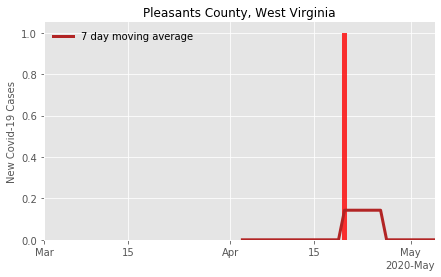 Pleasants County, West Virginia
7 day moving average
New Covid-19 Cases
1.0
0.8
0.6
0.4
0.2
0.0
Mar 15 Apr 15 May
2020-May